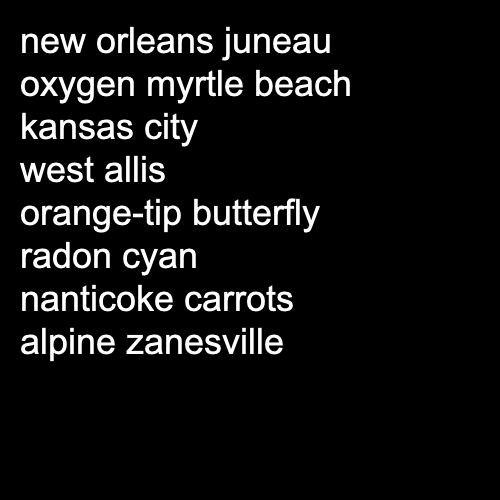 new orleans juneau
oxygen myrtle beach
kansas city
west allis
orange-tip butterfly
radon cyan
nanticoke carrots
alpine zanesville